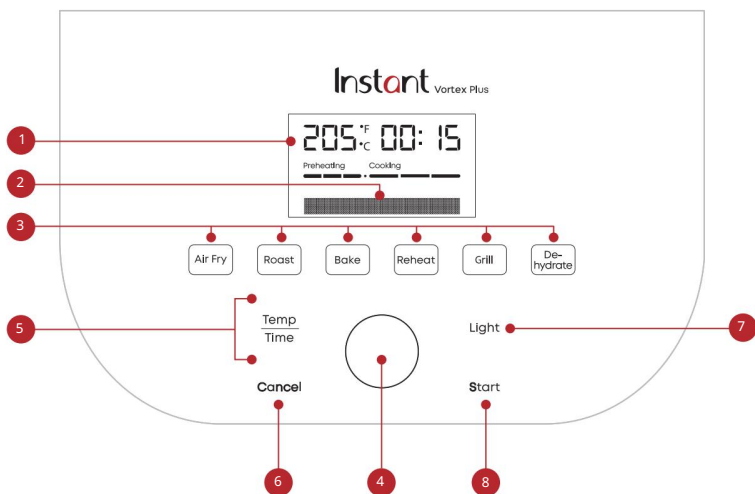 Instant Vortex Plus
1
205 °F °C 00:15
Preheating Cooking
2
3
Air Fry Roast Bake Reheat Grill De-
hydrate
5
Temp
Time
Light
7
Cancel
Start
6
4
8